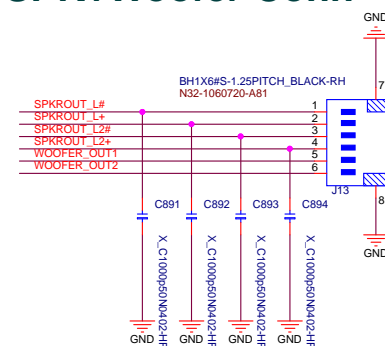 GND
7
BH1X6#S-1.25PITCH_BLACK-RH
N32-1060720-A81
SPKROUT_L# 1
SPKROUT_L+ 2
SPKROUT_L2# 3
SPKROUT_L2+ 4
WOOFER_OUT1 5
WOOFER_OUT2 6
J13
8
C891 C892 C893 C894
GND
X_C1000p50N0402-HF
X_C1000p50N0402-HF
X_C1000p50N0402-HF
X_C1000p50N0402-HF
GND GND GND GND